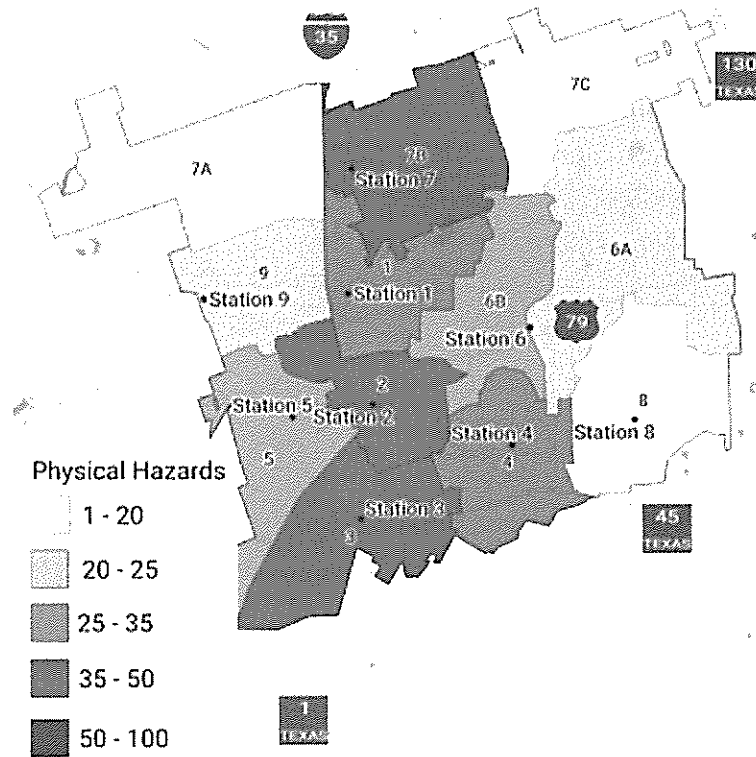 35
130
TEXAS
7C
7B
7A
Station 7
6A
9
1
Station 9
Station 1
6B
79
Station 6
2
8
Station 5
Station 2
Station 4
Station 8
5
4
Physical Hazards
Station 3
3
1 - 20
45
TEXAS
20 - 25
25 - 35
35 - 50
1
TEXAS
50 - 100